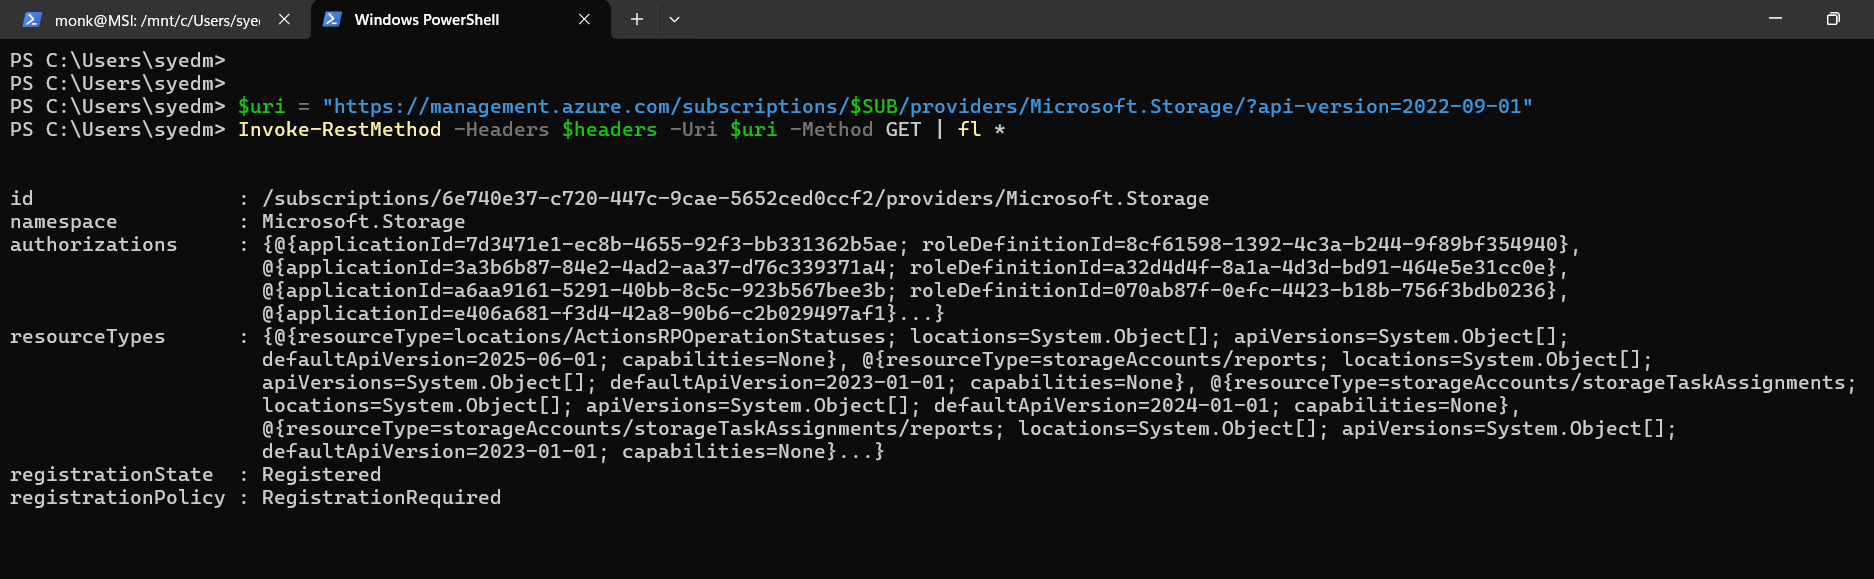 monk@MSI: /mnt/c/Users/sye
Windows PowerShell
PS C:\Users\syedm>
PS C:\Users\syedm>
PS C:\Users\syedm> $uri = "https://management.azure.com/subscriptions/$SUB/providers/Microsoft.Storage/?api-version=2022-09-01"
PS C:\Users\syedm> Invoke-RestMethod -Headers $headers -Uri $uri -Method GET | fl *
id : /subscriptions/6e740e37-c720-447c-9cae-5652ced0ccf2/providers/Microsoft.Storage
namespace : Microsoft.Storage
authorizations : {@{applicationId=7d3471e1-ec8b-4655-92f3-bb331362b5ae; roleDefinitionId=8cf61598-1392-4c3a-b244-9f89bf354940},
@{applicationId=3a3b6b87-84e2-4ad2-aa37-d76c339371a4; roleDefinitionId=a32d4d4f-8a1a-4d3d-bd91-464e5e31cc0e},
@{applicationId=a6aa9161-5291-40bb-8c5c-923b567bee3b; roleDefinitionId=070ab87f-0efc-4423-b18b-756f3bdb0236},
@{applicationId=e406a681-f3d4-42a8-90b6-c2b029497af1}...}
resourceTypes : {@{resourceType=locations/ActionsRPOperationStatuses; locations=System.Object[]; apiVersions=System.Object[];
defaultApiVersion=2025-06-01; capabilities=None}, @{resourceType=storageAccounts/reports; locations=System.Object[];
apiVersions=System.Object[]; defaultApiVersion=2023-01-01; capabilities=None}, @{resourceType=storageAccounts/storageTaskAssignments;
locations=System.Object[]; apiVersions=System.Object[]; defaultApiVersion=2024-01-01; capabilities=None},
@{resourceType=storageAccounts/storageTaskAssignments/reports; locations=System.Object[]; apiVersions=System.Object[];
defaultApiVersion=2023-01-01; capabilities=None}...}
registrationState : Registered
registrationPolicy : RegistrationRequired